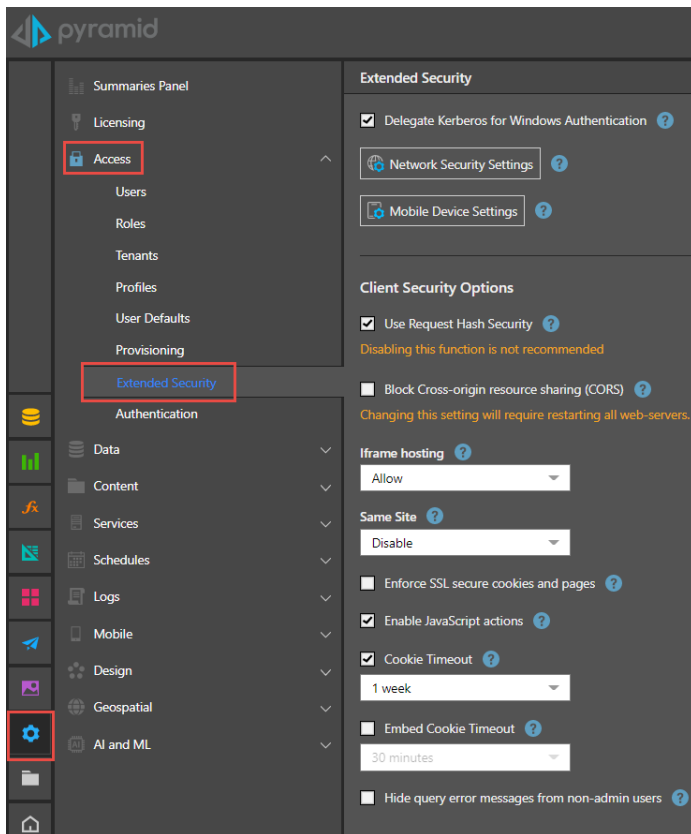 pyramid
Summaries Panel
Licensing
Access
Users
Roles
Tenants
Profiles
User Defaults
Provisioning
Extended Security
Authentication
Data
Content
Services
Schedules
Logs
Mobile
Design
Geospatial
AI and ML
fx
AI
Extended Security
Delegate Kerberos for Windows Authentication ?
Network Security Settings ?
Mobile Device Settings ?
Client Security Options
Use Request Hash Security ?
Disabling this function is not recommended
Block Cross-origin resource sharing (CORS) ?
Changing this setting will require restarting all web-servers.
Iframe hosting ?
Allow
Same Site ?
Disable
Enforce SSL secure cookies and pages ?
Enable JavaScript actions ?
Cookie Timeout ?
1 week
Embed Cookie Timeout ?
30 minutes
Hide query error messages from non-admin users ?